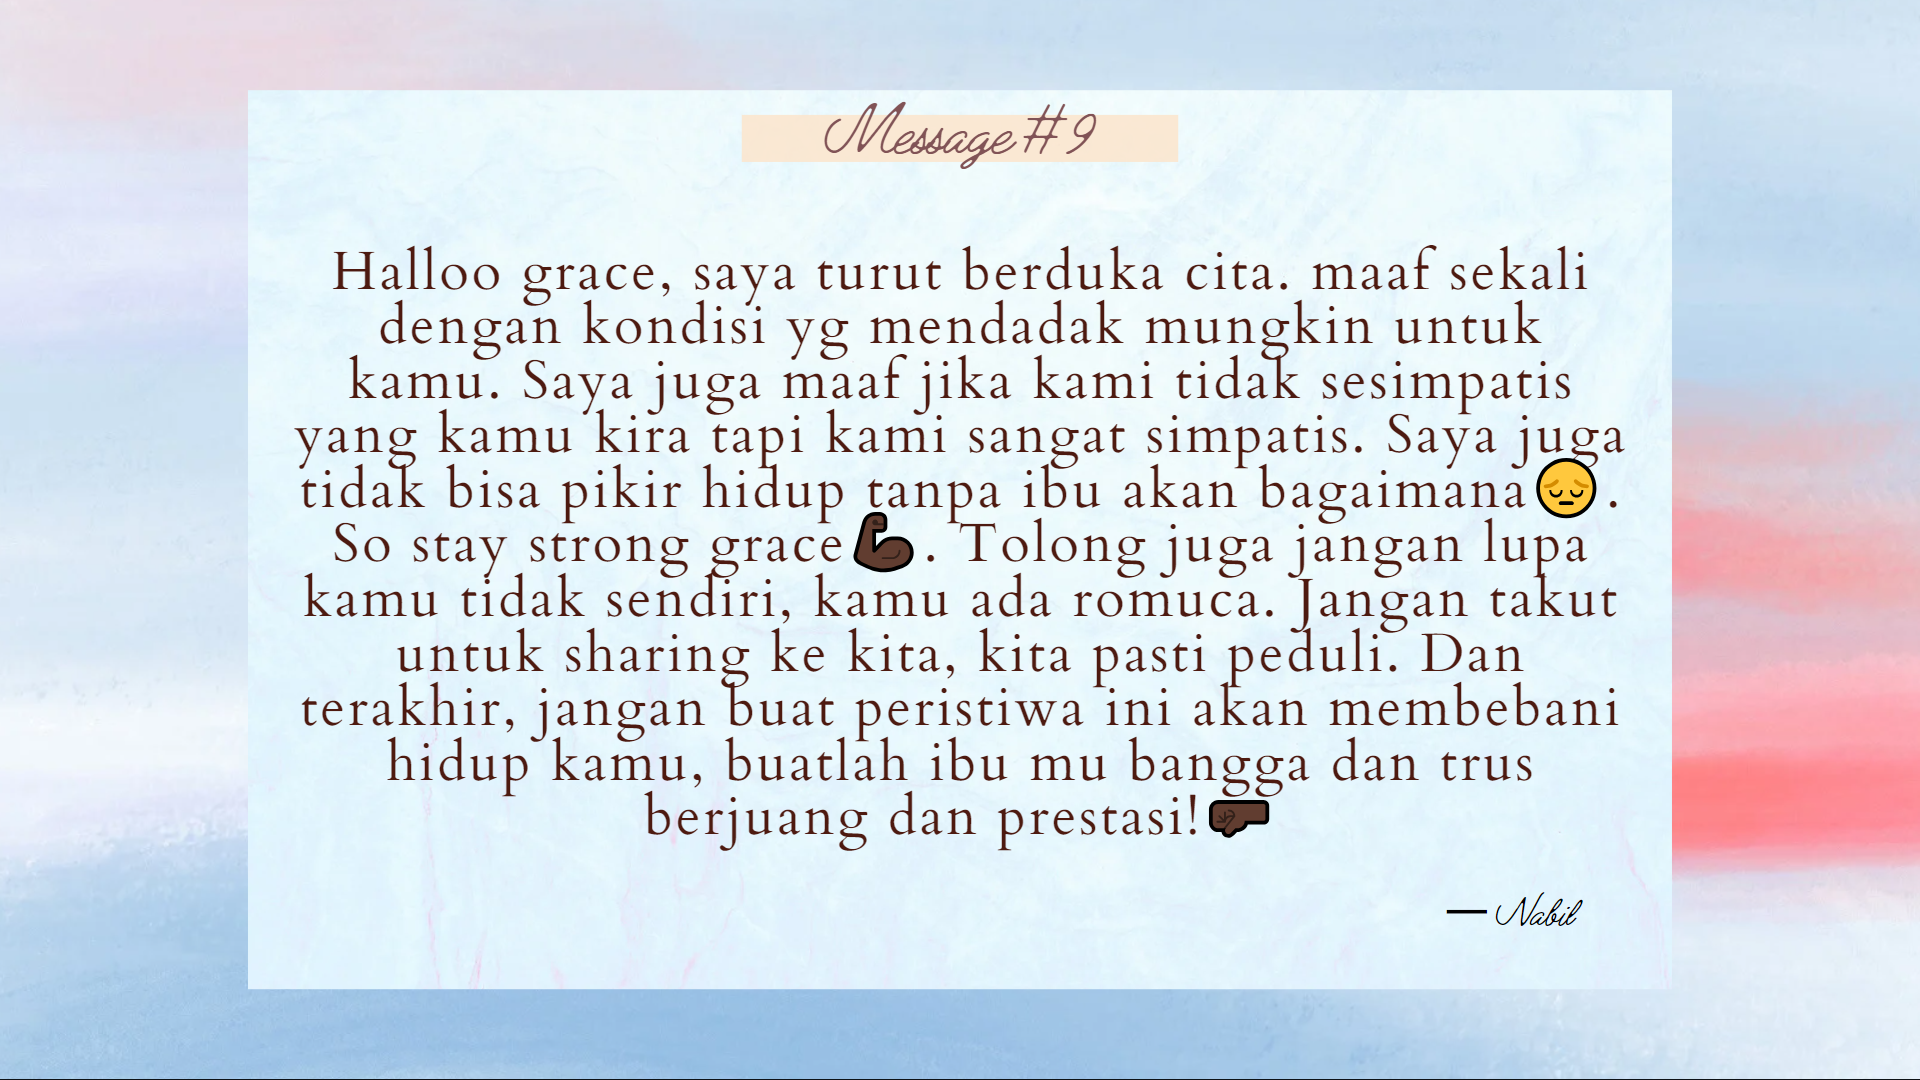 Message #9
Halloo grace, saya turut berduka cita. maaf sekali
dengan kondisi yg mendadak mungkin untuk
kamu. Saya juga maaf jika kami tidak sesimpatis
yang kamu kira tapi kami sangat simpatis. Saya juga
tidak bisa pikir hidup tanpa ibu akan bagaimana😔.
So stay strong grace💪🏿. Tolong juga jangan lupa
kamu tidak sendiri, kamu ada romuca. Jangan takut
untuk sharing ke kita, kita pasti peduli. Dan
terakhir, jangan buat peristiwa ini akan membebani
hidup kamu, buatlah ibu mu bangga dan trus
berjuang dan prestasi!🤛🏿
— Nabil